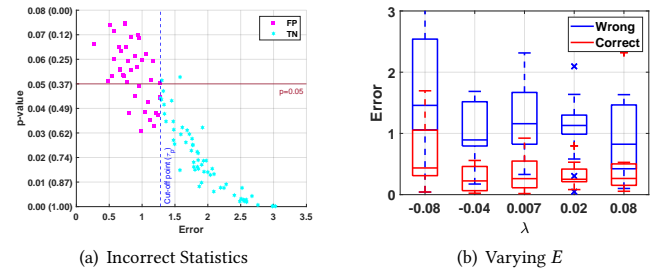 0.08 (0.00)
0.07 (0.12)
0.06 (0.25)
0.05 (0.37)
0.04 (0.49)
0.03 (0.62)
0.02 (0.74)
0.01 (0.87)
0.00 (1.00)
p-value
FP
TN
p=0.05
Cut-off point
0 0.5 1 1.5 2 2.5 3 3.5
Error
(a) Incorrect Statistics
3
2
1
0
Error
Wrong
Correct
-0.08 -0.04 0.007 0.02 0.08
λ
(b) Varying E